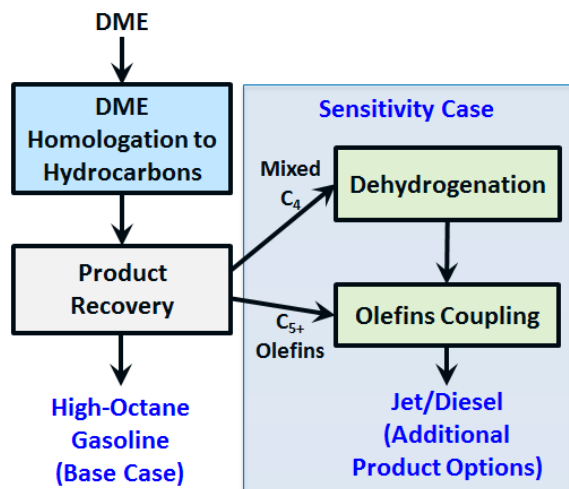 DME
DME
Homologation to
Hydrocarbons
Product
Recovery
High-Octane
Gasoline
(Base Case)
Sensitivity Case
Mixed
C₄
Dehydrogenation
C₅₊
Olefins
Olefins Coupling
Jet/Diesel
(Additional
Product Options)